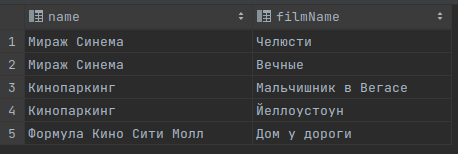 name filmName
1 Мираж Синема Челюсти
2 Мираж Синема Вечные
3 Кинопаркинг Мальчишник в Вегасе
4 Кинопаркинг Йеллоустоун
5 Формула Кино Сити Молл Дом у дороги